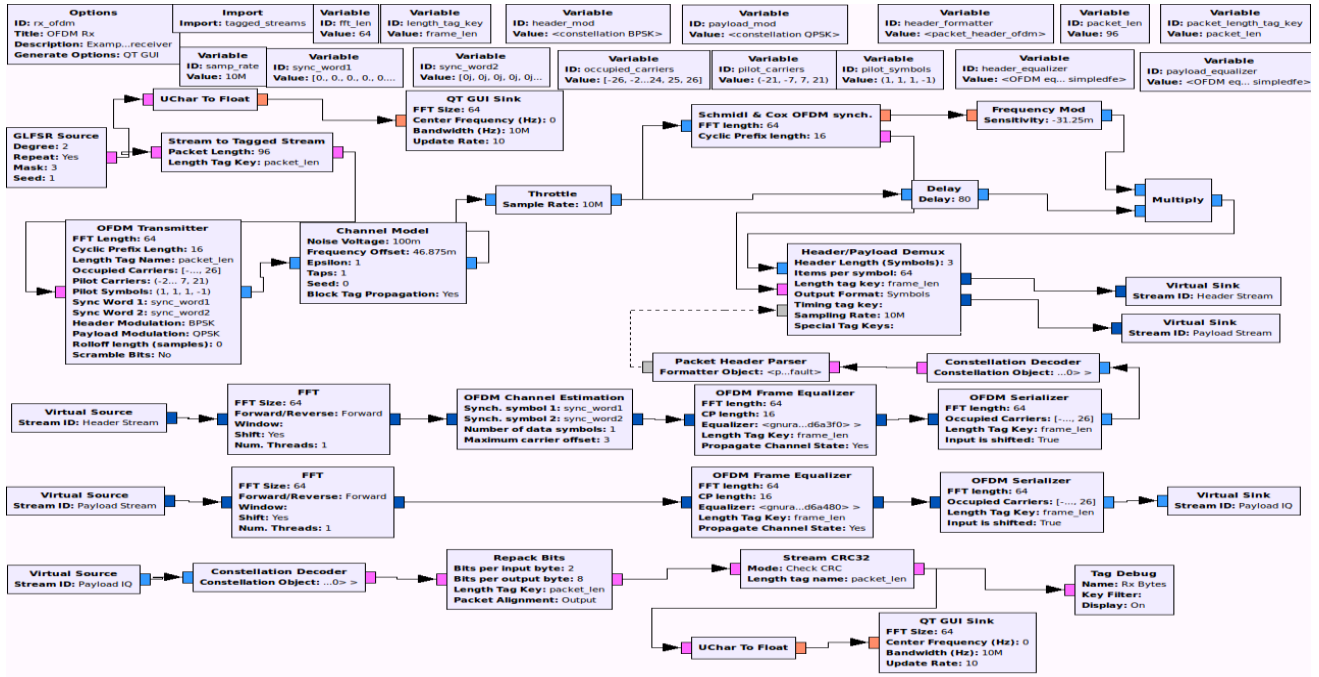 Options
ID: rx_ofdm
Title: OFDM Rx
Description: Examp...receiver
Generate Options: QT GUI
Import
Import: tagged_streams
Variable
ID: fft_len
Value: 64
Variable
ID: length_tag_key
Value: frame_len
Variable
ID: header_mod
Value: <constellation BPSK>
Variable
ID: payload_mod
Value: <constellation QPSK>
Variable
ID: header_formatter
Value: <packet_header_ofdm>
Variable
ID: packet_len
Value: 96
Variable
ID: packet_length_tag_key
Value: packet_len
Variable
ID: samp_rate
Value: 10M
Variable
ID: sync_word1
Value: [0., 0., 0., 0., 0....
Variable
ID: sync_word2
Value: [0j, 0j, 0j, 0j, 0j...
Variable
ID: occupied_carriers
Value: [-26, -2...24, 25, 26]
Variable
ID: pilot_carriers
Value: (-21, -7, 7, 21)
Variable
ID: pilot_symbols
Value: (1, 1, 1, -1)
Variable
ID: header_equalizer
Value: <OFDM eq... simpledfe>
Variable
ID: payload_equalizer
Value: <OFDM eq... simpledfe>
UChar To Float
QT GUI Sink
FFT Size: 64
Center Frequency (Hz): 0
Bandwidth (Hz): 10M
Update Rate: 10
GLFSR Source
Degree: 2
Repeat: Yes
Mask: 3
Seed: 1
Stream to Tagged Stream
Packet Length: 96
Length Tag Key: packet_len
Schmidl & Cox OFDM synch.
FFT length: 64
Cyclic Prefix length: 16
Frequency Mod
Sensitivity: -31.25m
Throttle
Sample Rate: 10M
Delay
Delay: 80
Multiply
OFDM Transmitter
FFT Length: 64
Cyclic Prefix Length: 16
Length Tag Name: packet_len
Occupied Carriers: [-..., 26]
Pilot Carriers: (-2... 7, 21)
Pilot Symbols: (1, 1, 1, -1)
Sync Word 1: sync_word1
Sync Word 2: sync_word2
Header Modulation: BPSK
Payload Modulation: QPSK
Rolloff length (samples): 0
Scramble Bits: No
Channel Model
Noise Voltage: 100m
Frequency Offset: 46.875m
Epsilon: 1
Taps: 1
Seed: 0
Block Tag Propagation: Yes
Header/Payload Demux
Header Length (Symbols): 3
Items per symbol: 64
Length tag key: frame_len
Output Format: Symbols
Timing tag key:
Sampling Rate: 10M
Special Tag Keys:
Virtual Sink
Stream ID: Header Stream
Virtual Sink
Stream ID: Payload Stream
Packet Header Parser
Formatter Object: <p...fault>
Constellation Decoder
Constellation Object: ...0> >
Virtual Source
Stream ID: Header Stream
FFT
FFT Size: 64
Forward/Reverse: Forward
Window:
Shift: Yes
Num. Threads: 1
OFDM Channel Estimation
Synch. symbol 1: sync_word1
Synch. symbol 2: sync_word2
Number of data symbols: 1
Maximum carrier offset: 3
OFDM Frame Equalizer
FFT length: 64
CP length: 16
Equalizer: <gnura...d6a3f0> >
Length Tag Key: frame_len
Propagate Channel State: Yes
OFDM Serializer
FFT length: 64
Occupied Carriers: [-..., 26]
Length Tag Key: frame_len
Input is shifted: True
Virtual Source
Stream ID: Payload Stream
FFT
FFT Size: 64
Forward/Reverse: Forward
Window:
Shift: Yes
Num. Threads: 1
OFDM Frame Equalizer
FFT length: 64
CP length: 16
Equalizer: <gnura...d6a480> >
Length Tag Key: frame_len
Propagate Channel State: Yes
OFDM Serializer
FFT length: 64
Occupied Carriers: [-..., 26]
Length Tag Key: frame_len
Input is shifted: True
Virtual Sink
Stream ID: Payload IQ
Virtual Source
Stream ID: Payload IQ
Constellation Decoder
Constellation Object: ...0> >
Repack Bits
Bits per input byte: 2
Bits per output byte: 8
Length Tag Key: packet_len
Packet Alignment: Output
Stream CRC32
Mode: Check CRC
Length tag name: packet_len
Tag Debug
Name: Rx Bytes
Key Filter:
Display: On
UChar To Float
QT GUI Sink
FFT Size: 64
Center Frequency (Hz): 0
Bandwidth (Hz): 10M
Update Rate: 10